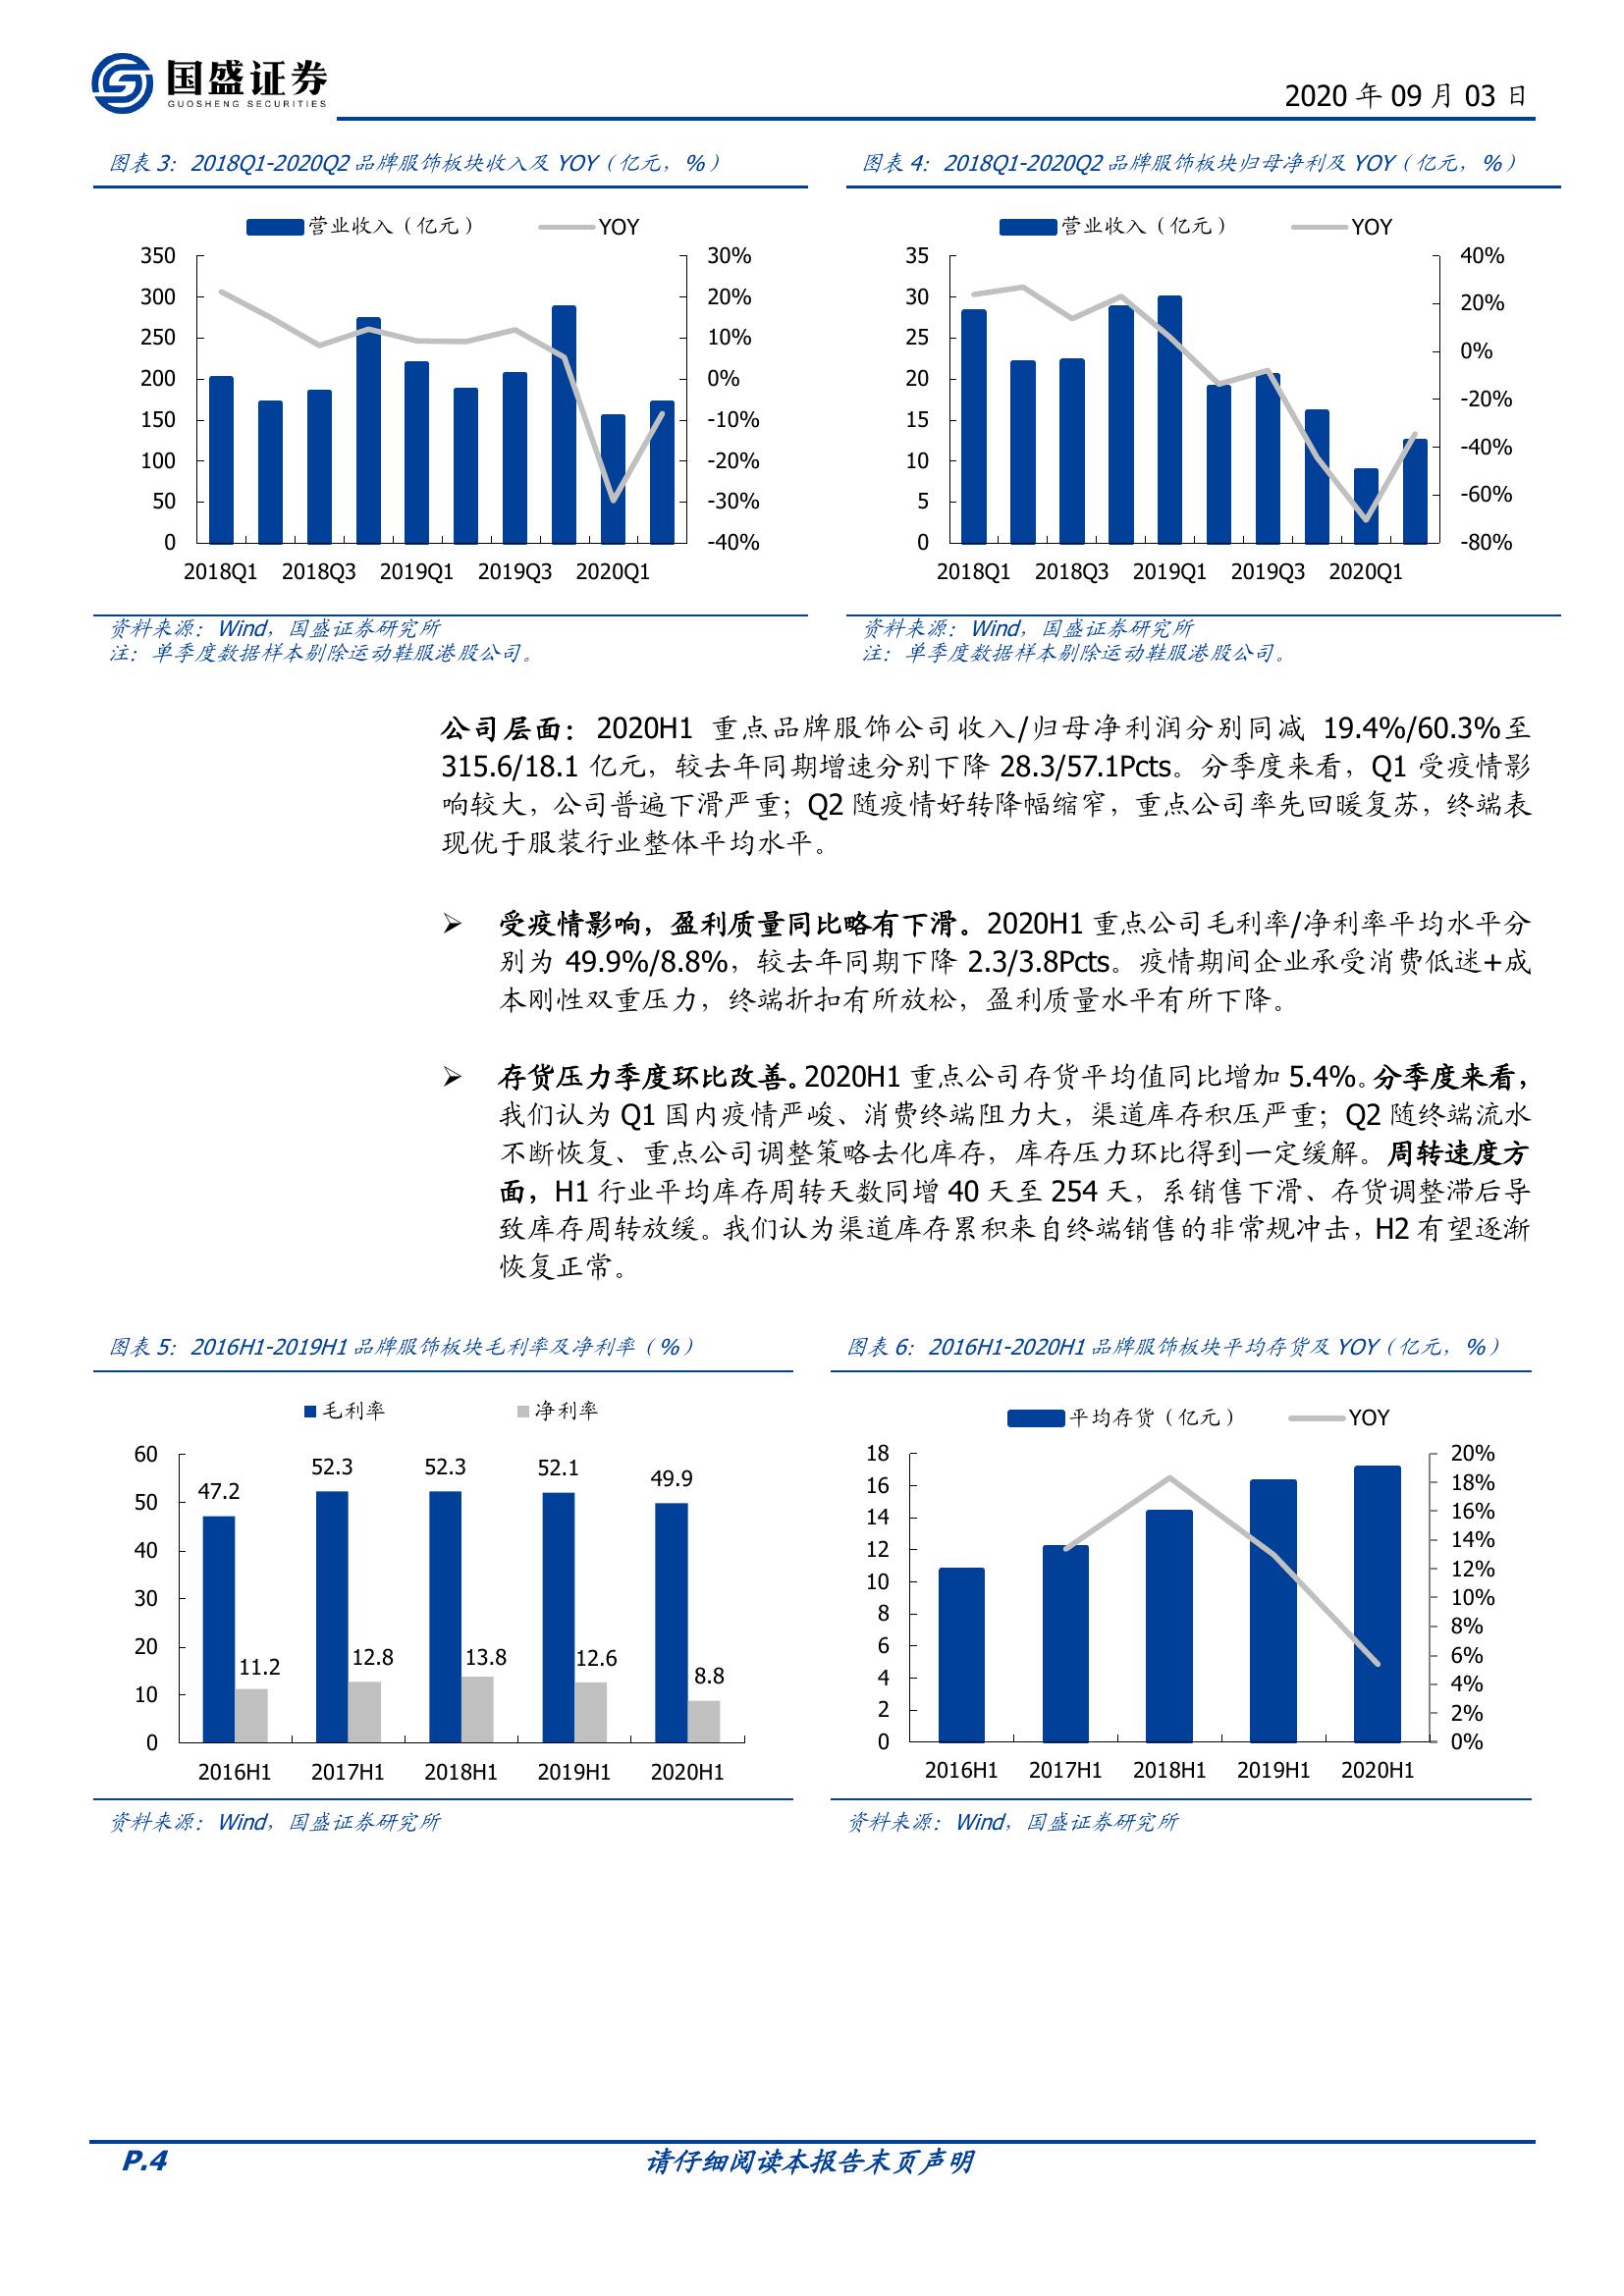 国盛证券
GUOSHENG SECURITIES
2020 年 09 月 03 日
图表 3：2018Q1-2020Q2 品牌服饰板块收入及 YOY（亿元，%）
营业收入（亿元） YOY
350
300
250
200
150
100
50
0
30%
20%
10%
0%
-10%
-20%
-30%
-40%
2018Q1 2018Q3 2019Q1 2019Q3 2020Q1
资料来源：Wind，国盛证券研究所
注：单季度数据样本剔除运动鞋服港股公司。
图表 4：2018Q1-2020Q2 品牌服饰板块归母净利及 YOY（亿元，%）
营业收入（亿元） YOY
35
30
25
20
15
10
5
0
40%
20%
0%
-20%
-40%
-60%
-80%
2018Q1 2018Q3 2019Q1 2019Q3 2020Q1
资料来源：Wind，国盛证券研究所
注：单季度数据样本剔除运动鞋服港股公司。
公司层面：2020H1 重点品牌服饰公司收入/归母净利润分别同减 19.4%/60.3%至
315.6/18.1 亿元，较去年同期增速分别下降 28.3/57.1Pcts。分季度来看，Q1 受疫情影
响较大，公司普遍下滑严重；Q2 随疫情好转降幅缩窄，重点公司率先回暖复苏，终端表
现优于服装行业整体平均水平。
➢ 受疫情影响，盈利质量同比略有下滑。2020H1 重点公司毛利率/净利率平均水平分
别为 49.9%/8.8%，较去年同期下降 2.3/3.8Pcts。疫情期间企业承受消费低迷+成
本刚性双重压力，终端折扣有所放松，盈利质量水平有所下降。
➢ 存货压力季度环比改善。2020H1 重点公司存货平均值同比增加 5.4%。分季度来看，
我们认为 Q1 国内疫情严峻、消费终端阻力大，渠道库存积压严重；Q2 随终端流水
不断恢复、重点公司调整策略去化库存，库存压力环比得到一定缓解。周转速度方
面，H1 行业平均库存周转天数同增 40 天至 254 天，系销售下滑、存货调整滞后导
致库存周转放缓。我们认为渠道库存累积来自终端销售的非常规冲击，H2 有望逐渐
恢复正常。
图表 5：2016H1-2019H1 品牌服饰板块毛利率及净利率（%）
毛利率 净利率
60
50
40
30
20
10
0
47.2 52.3 52.3 52.1 49.9
11.2 12.8 13.8 12.6 8.8
2016H1 2017H1 2018H1 2019H1 2020H1
资料来源：Wind，国盛证券研究所
图表 6：2016H1-2020H1 品牌服饰板块平均存货及 YOY（亿元，%）
平均存货（亿元） YOY
18
16
14
12
10
8
6
4
2
0
20%
18%
16%
14%
12%
10%
8%
6%
4%
2%
0%
2016H1 2017H1 2018H1 2019H1 2020H1
资料来源：Wind，国盛证券研究所
P.4 请仔细阅读本报告末页声明